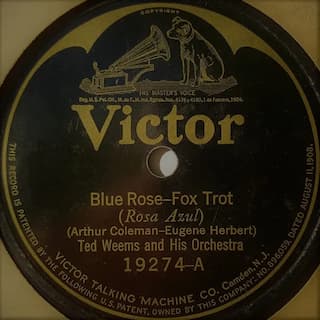 HIS MASTER'S VOICE
Victor
Blue Rose–Fox Trot
(Rosa Azul)
(Arthur Coleman–Eugene Herbert)
Ted Weems and His Orchestra
19274–A
VICTOR TALKING MACHINE CO. Camden, N.J.
THIS RECORD IS PATENTED BY THE FOLLOWING U.S. PATENT, OWNED BY THIS COMPANY. No. 896059, DATED AUGUST 11, 1908.